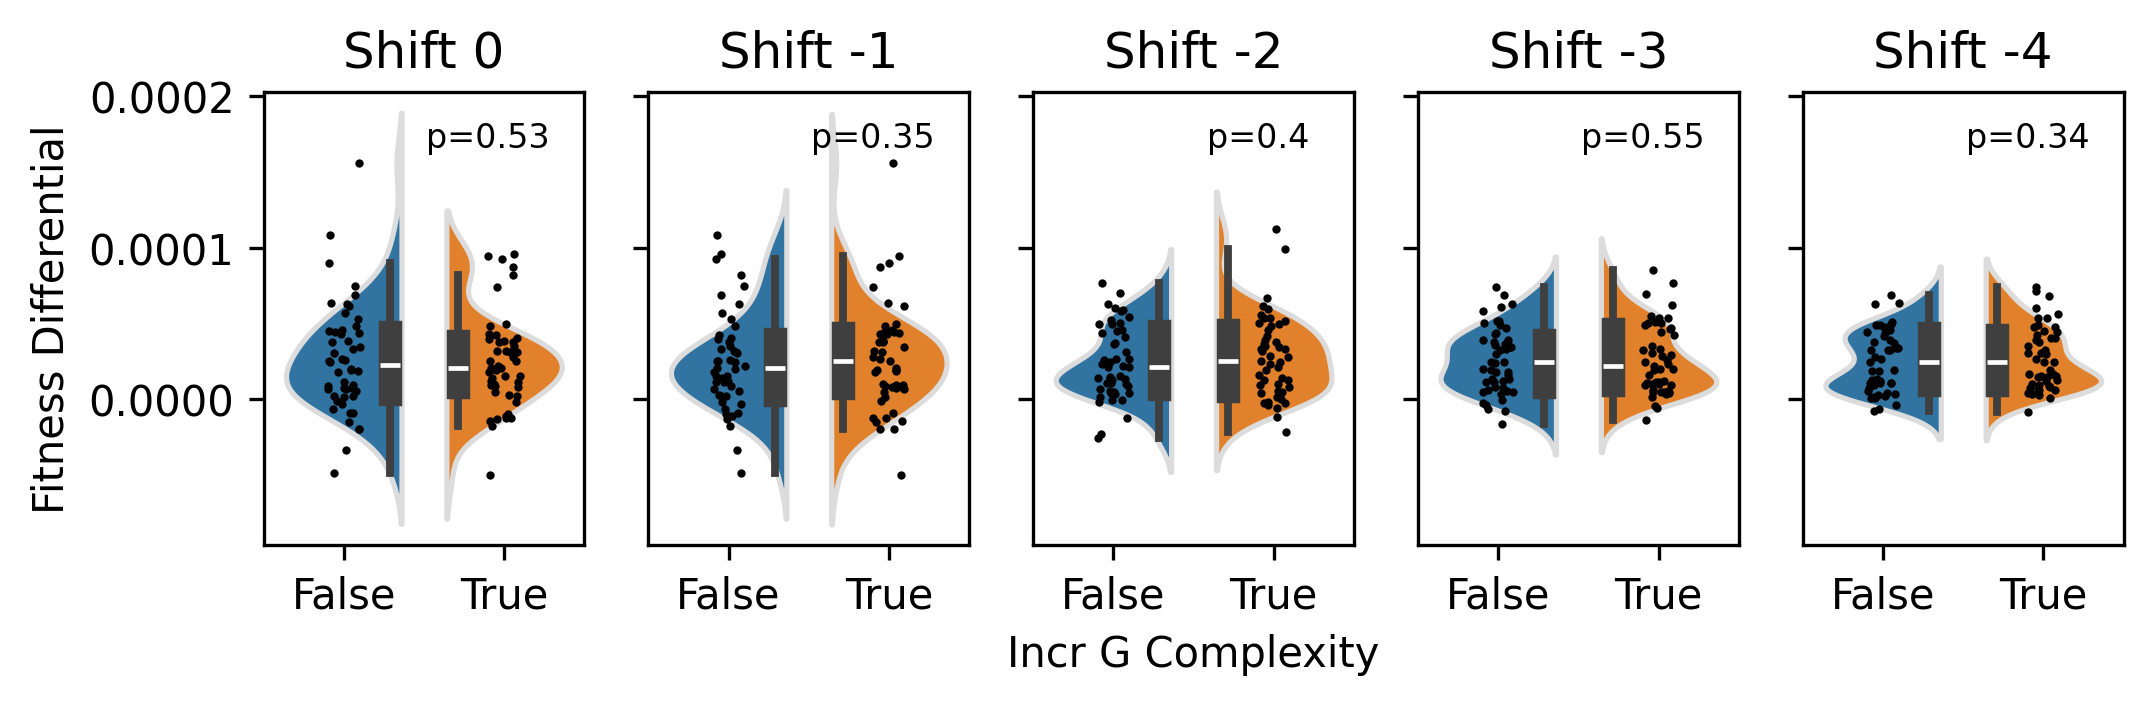 Shift 0
Shift -1
Shift -2
Shift -3
Shift -4
Fitness Differential
0.0002
0.0001
0.0000
p=0.53
p=0.35
p=0.4
p=0.55
p=0.34
False True
False True
False True
False True
False True
Incr G Complexity